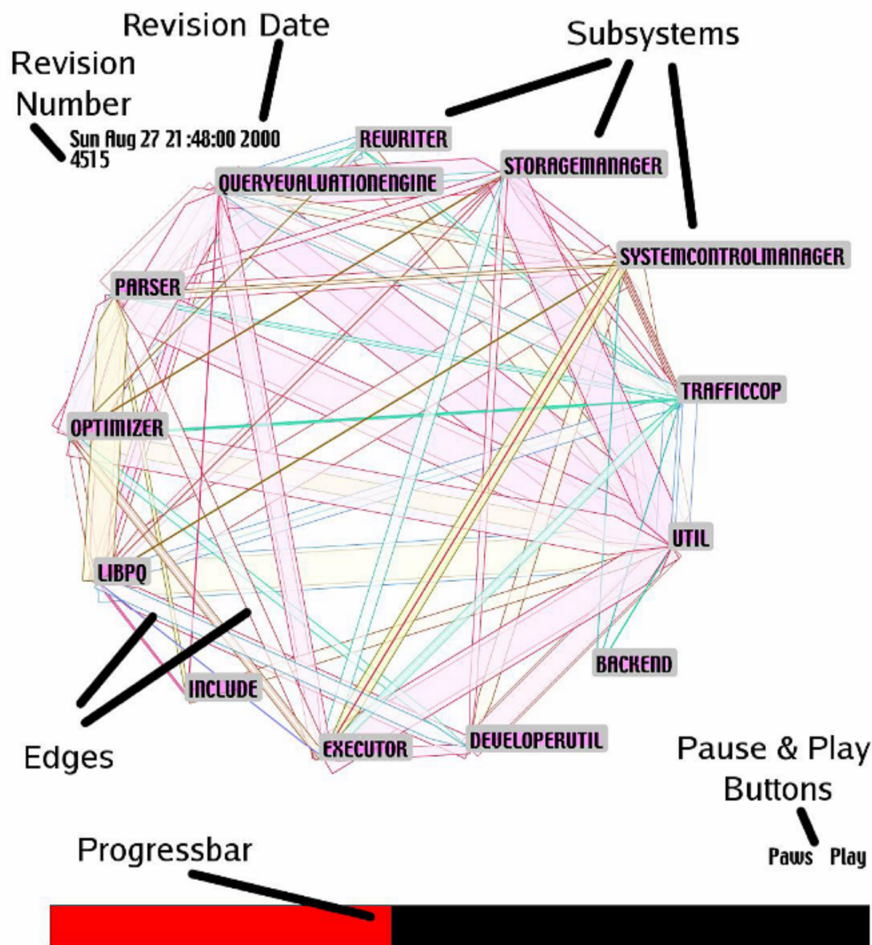 Revision Date
Subsystems
Revision
Number
Sun Aug 27 21:48:00 2000
4515
REWRITER
STORAGEMANAGER
QUERYEVALUATIONENGINE
SYSTEMCONTROLMANAGER
PARSER
TRAFFICCOP
OPTIMIZER
UTIL
LIBPQ
BACKEND
INCLUDE
EXECUTOR
DEVELOPERUTIL
Edges
Pause & Play
Buttons
Progressbar
Paws Play